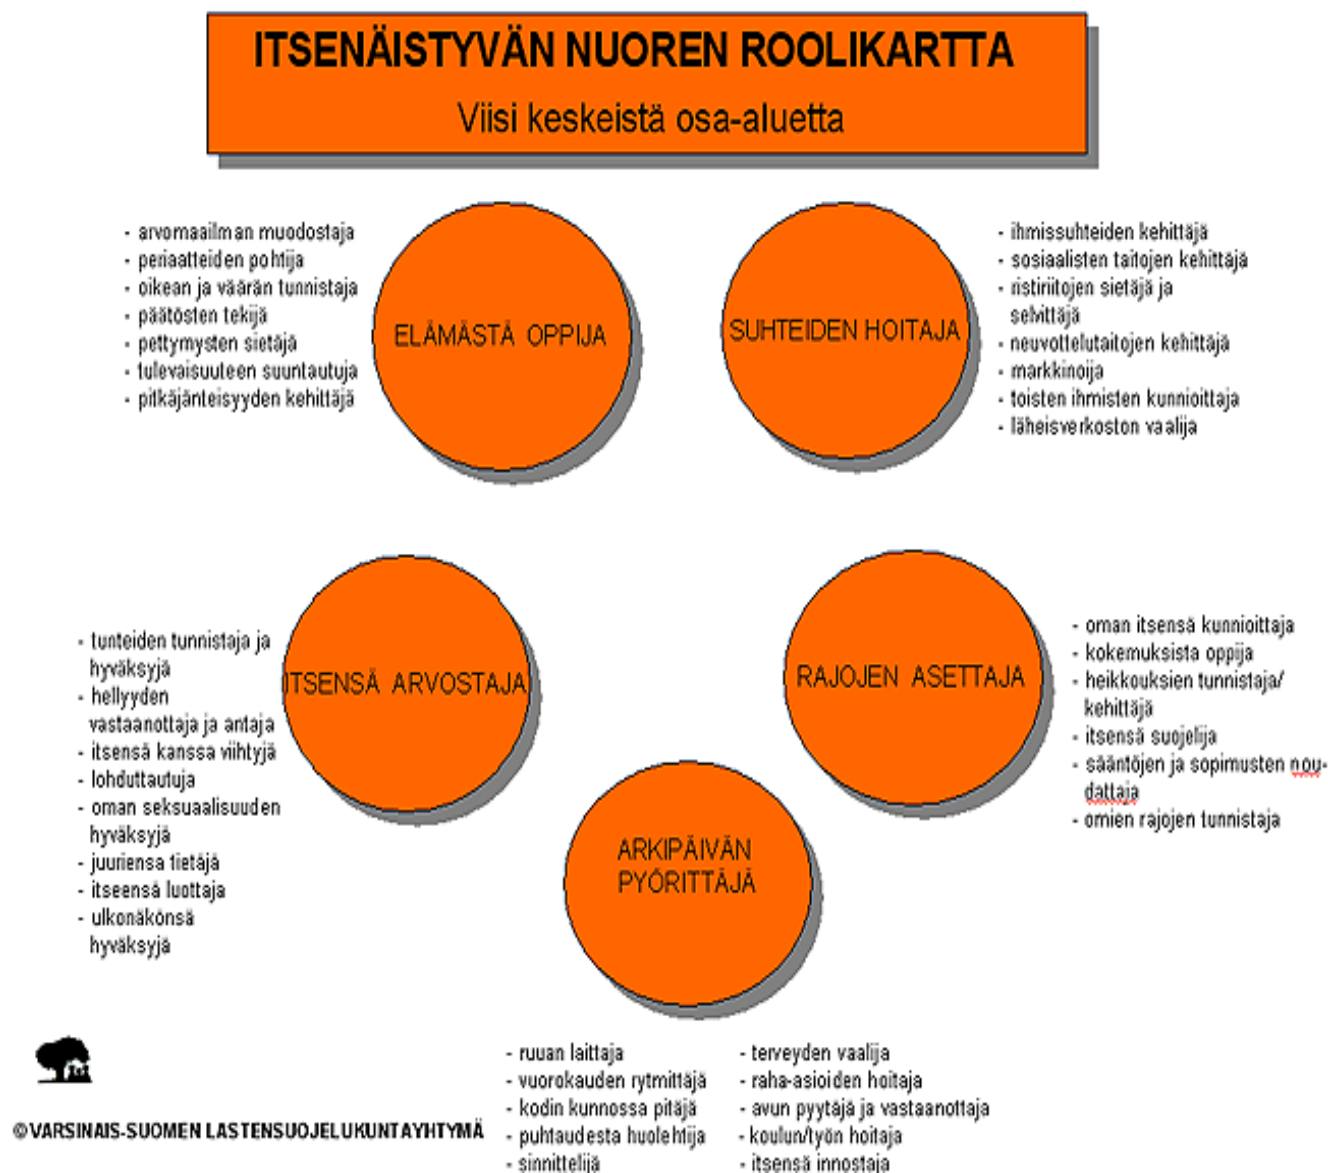 ITSENÄISTYVÄN NUOREN ROOLIKARTTA
Viisi keskeistä osa-aluetta
- arvomaailman muodostaja
- periaatteiden pohtija
- oikean ja väärän tunnistaja
- päätösten tekijä
- pettymysten sietäjä
- tulevaisuuteen suuntautuja
- pitkäjänteisyyden kehittäjä
ELÄMÄSTÄ OPPIJA
SUHTEIDEN HOITAJA
- ihmissuhteiden kehittäjä
- sosiaalisten taitojen kehittäjä
- ristiriitojen sietäjä ja
selvittäjä
- neuvottelutaitojen kehittäjä
- markkinoija
- toisten ihmisten kunnioittaja
- läheisverkoston vaalija
- tunteiden tunnistaja ja
hyväksyjä
- hellyyden
vastaanottaja ja antaja
- itsensä kanssa viihtyjä
- lohduttautuja
- oman seksuaalisuuden
hyväksyjä
- juuriensa tietäjä
- itseensä luottaja
- ulkonäkönsä
hyväksyjä
ITSENSÄ ARVOSTAJA
RAJOJEN ASETTAJA
- oman itsensä kunnioittaja
- kokemuksista oppija
- heikkouksien tunnistaja/
kehittäjä
- itsensä suojelija
- sääntöjen ja sopimusten nou-
dattaja
- omien rajojen tunnistaja
ARKIPÄIVÄN
PYÖRITTÄJÄ
- ruuan laittaja
- vuorokauden rytmittäjä
- kodin kunnossa pitäjä
- puhtaudesta huolehtija
- sinnittelijä
- terveyden vaalija
- raha-asioiden hoitaja
- avun pyytäjä ja vastaanottaja
- koulun/työn hoitaja
- itsensä innostaja
©VARSINAIS-SUOMEN LASTENSUOJELUKUNTAYHTYMÄ